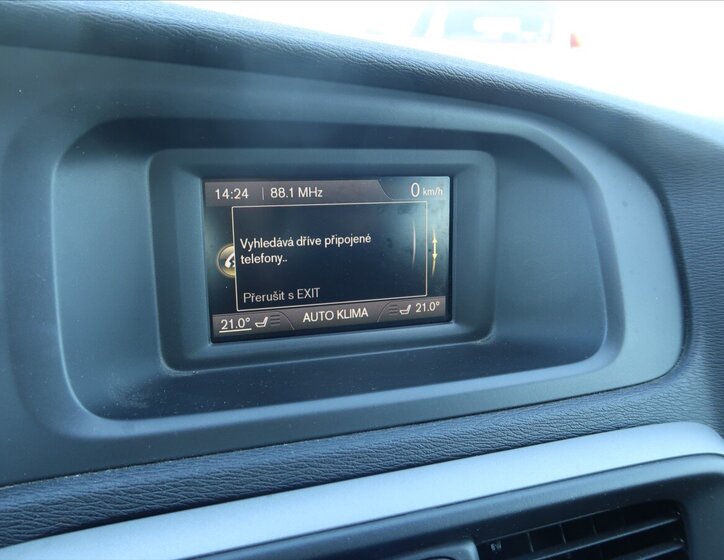 14:24 | 88.1 MHz 0 km/h
Vyhledává dříve připojené
telefony..
Přerušit s EXIT
21.0° AUTO KLIMA 21.0°